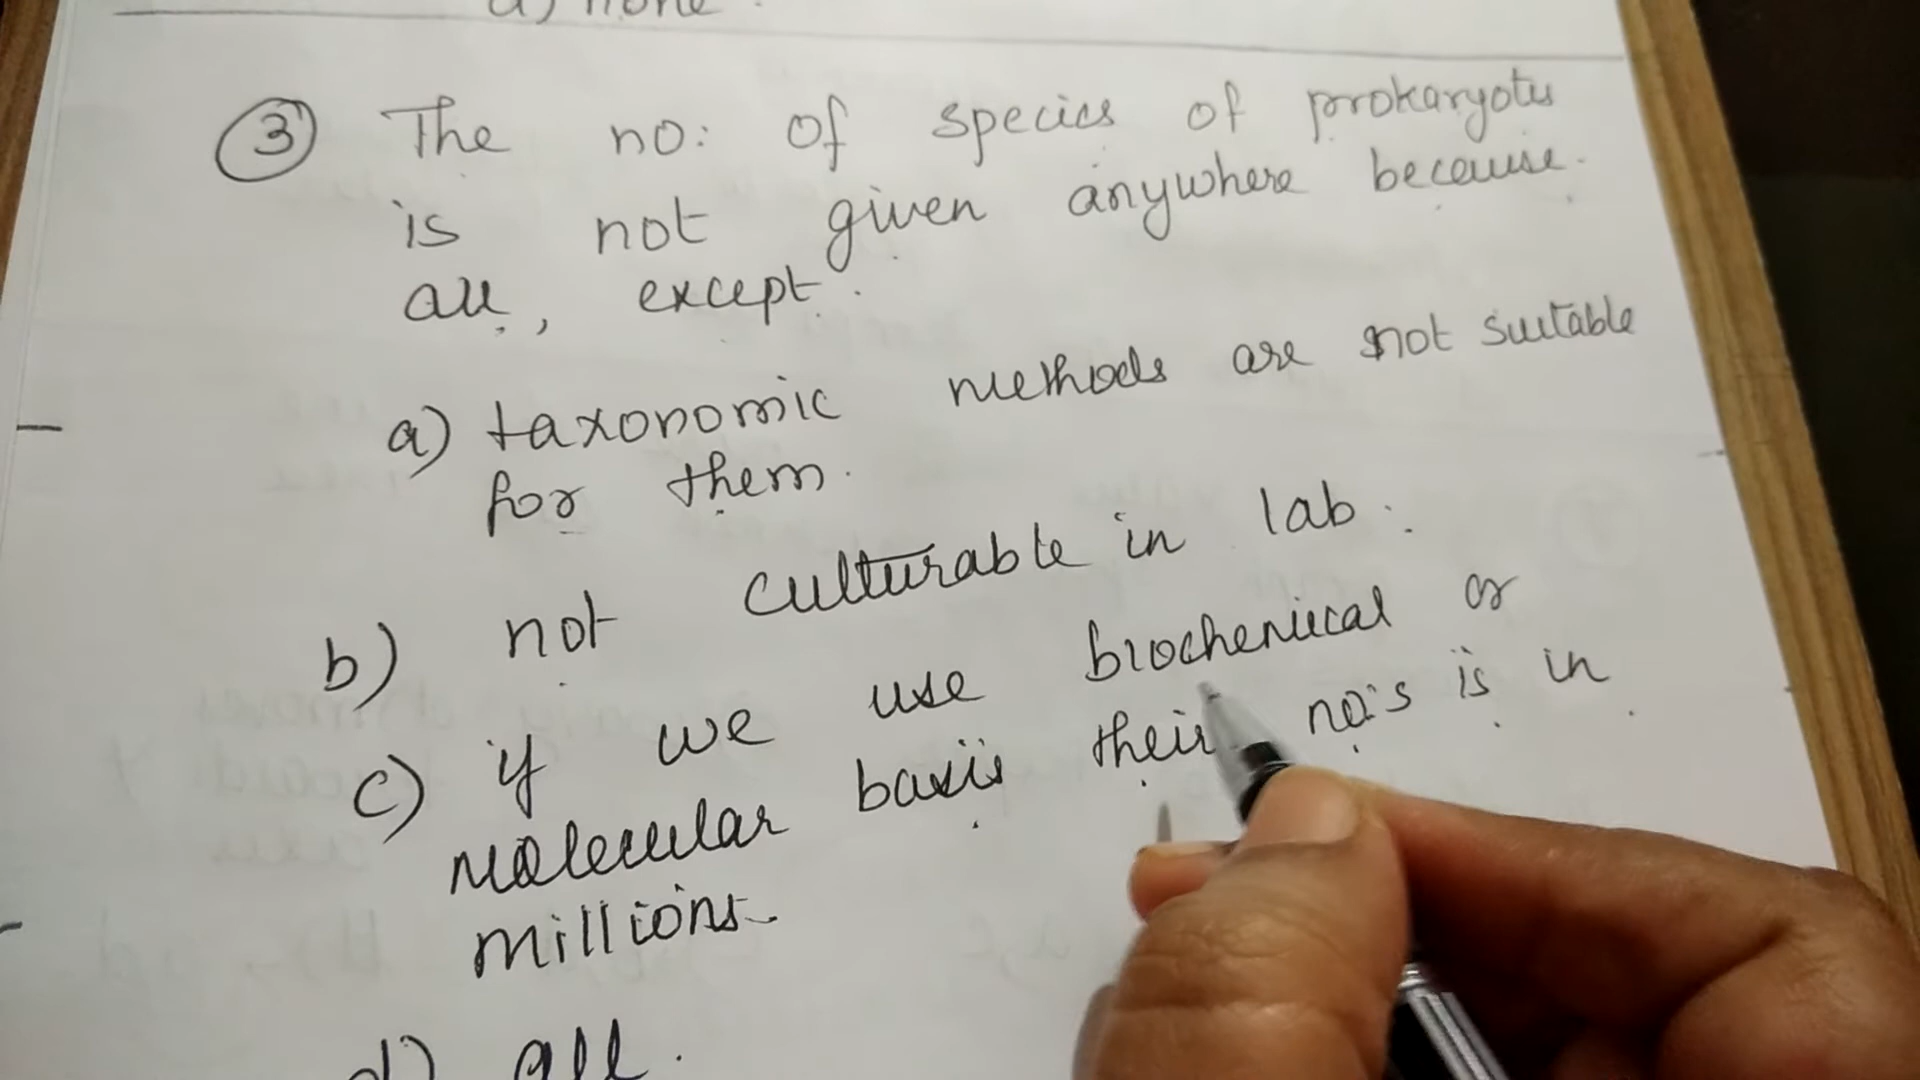 d) none.
③ The no: of species of prokaryotes
is not given anywhere because
all, except.
a) taxonomic methods are not suitable
for them.
b) not culturable in lab.
c) if we use biochemical or
molecular basis their no:s is in
millions.
d) all.